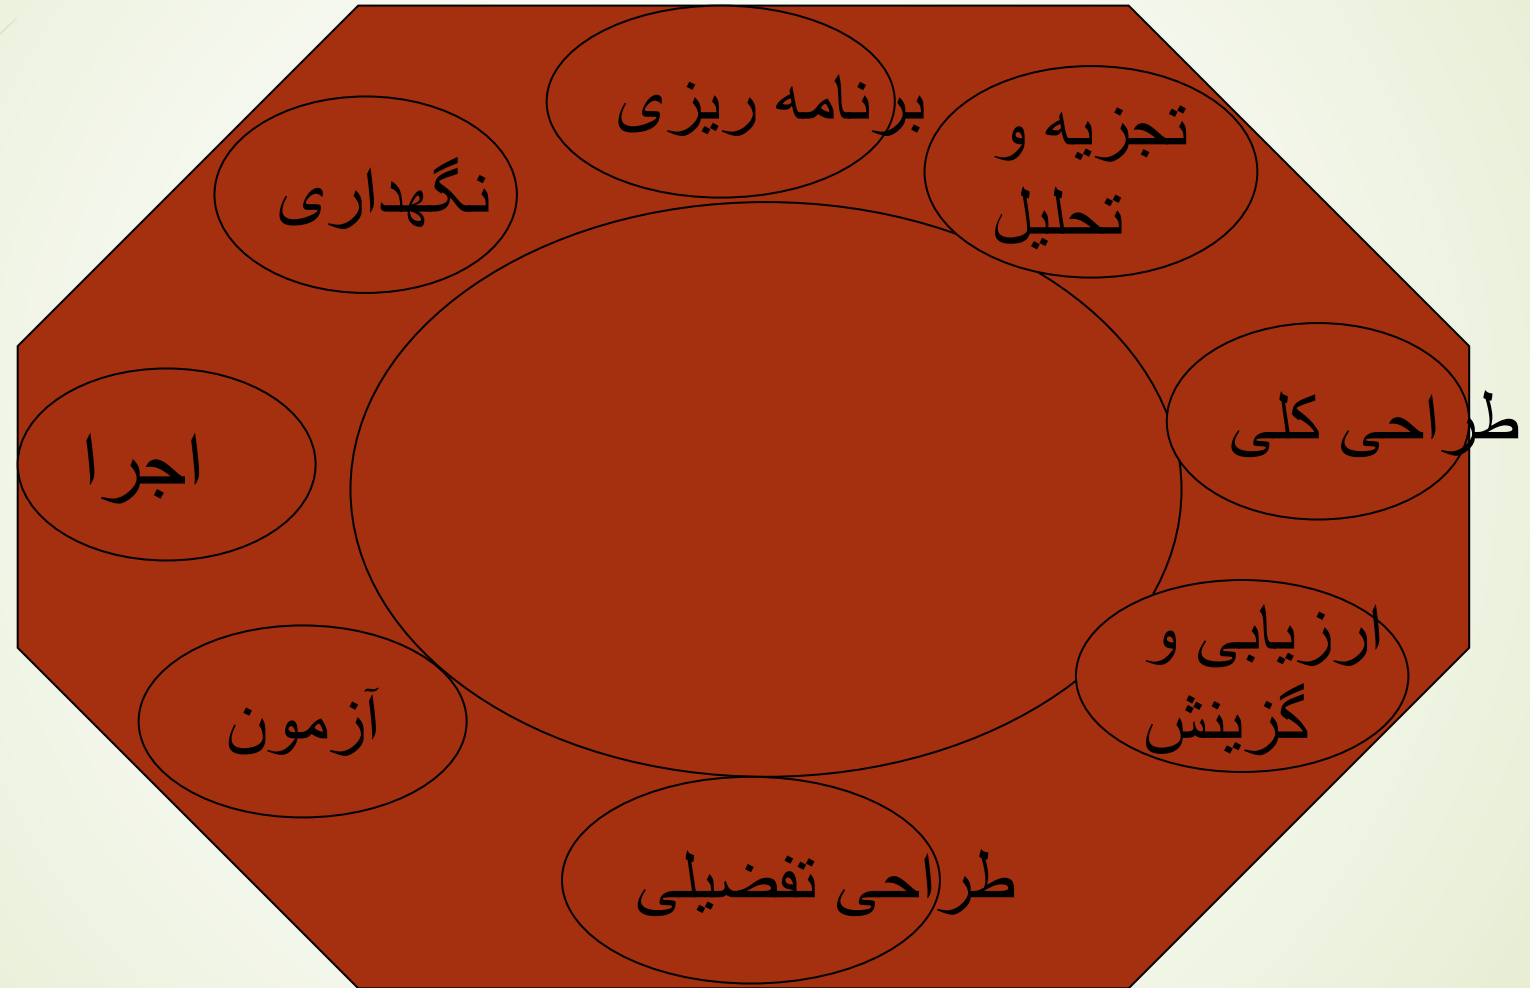 برنامه ریزی
تجزیه و
تحلیل
طراحی کلی
ارزیابی و
گزینش
طراحی تفضیلی
آزمون
اجرا
نگهداری